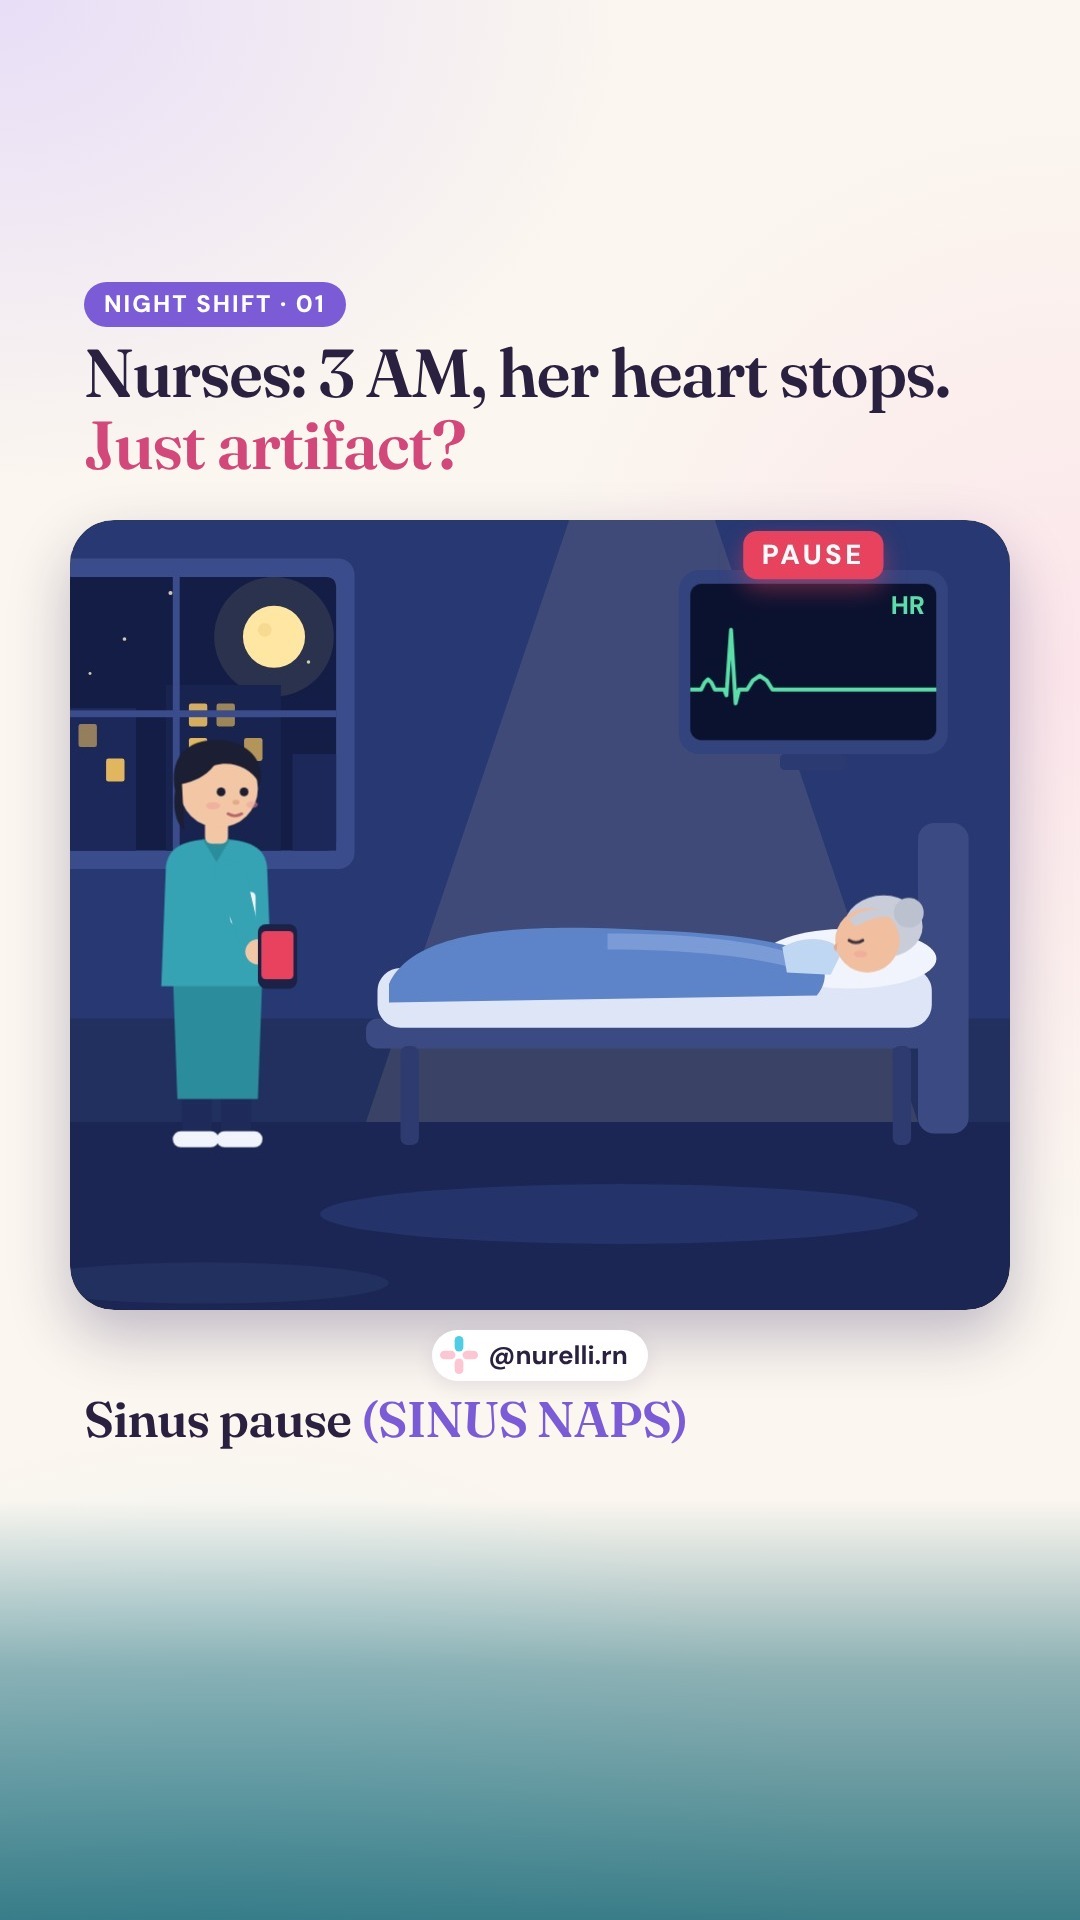 NIGHT SHIFT · 01
Nurses: 3 AM, her heart stops.
Just artifact?
PAUSE
HR
@nurelli.rn
Sinus pause (SINUS NAPS)